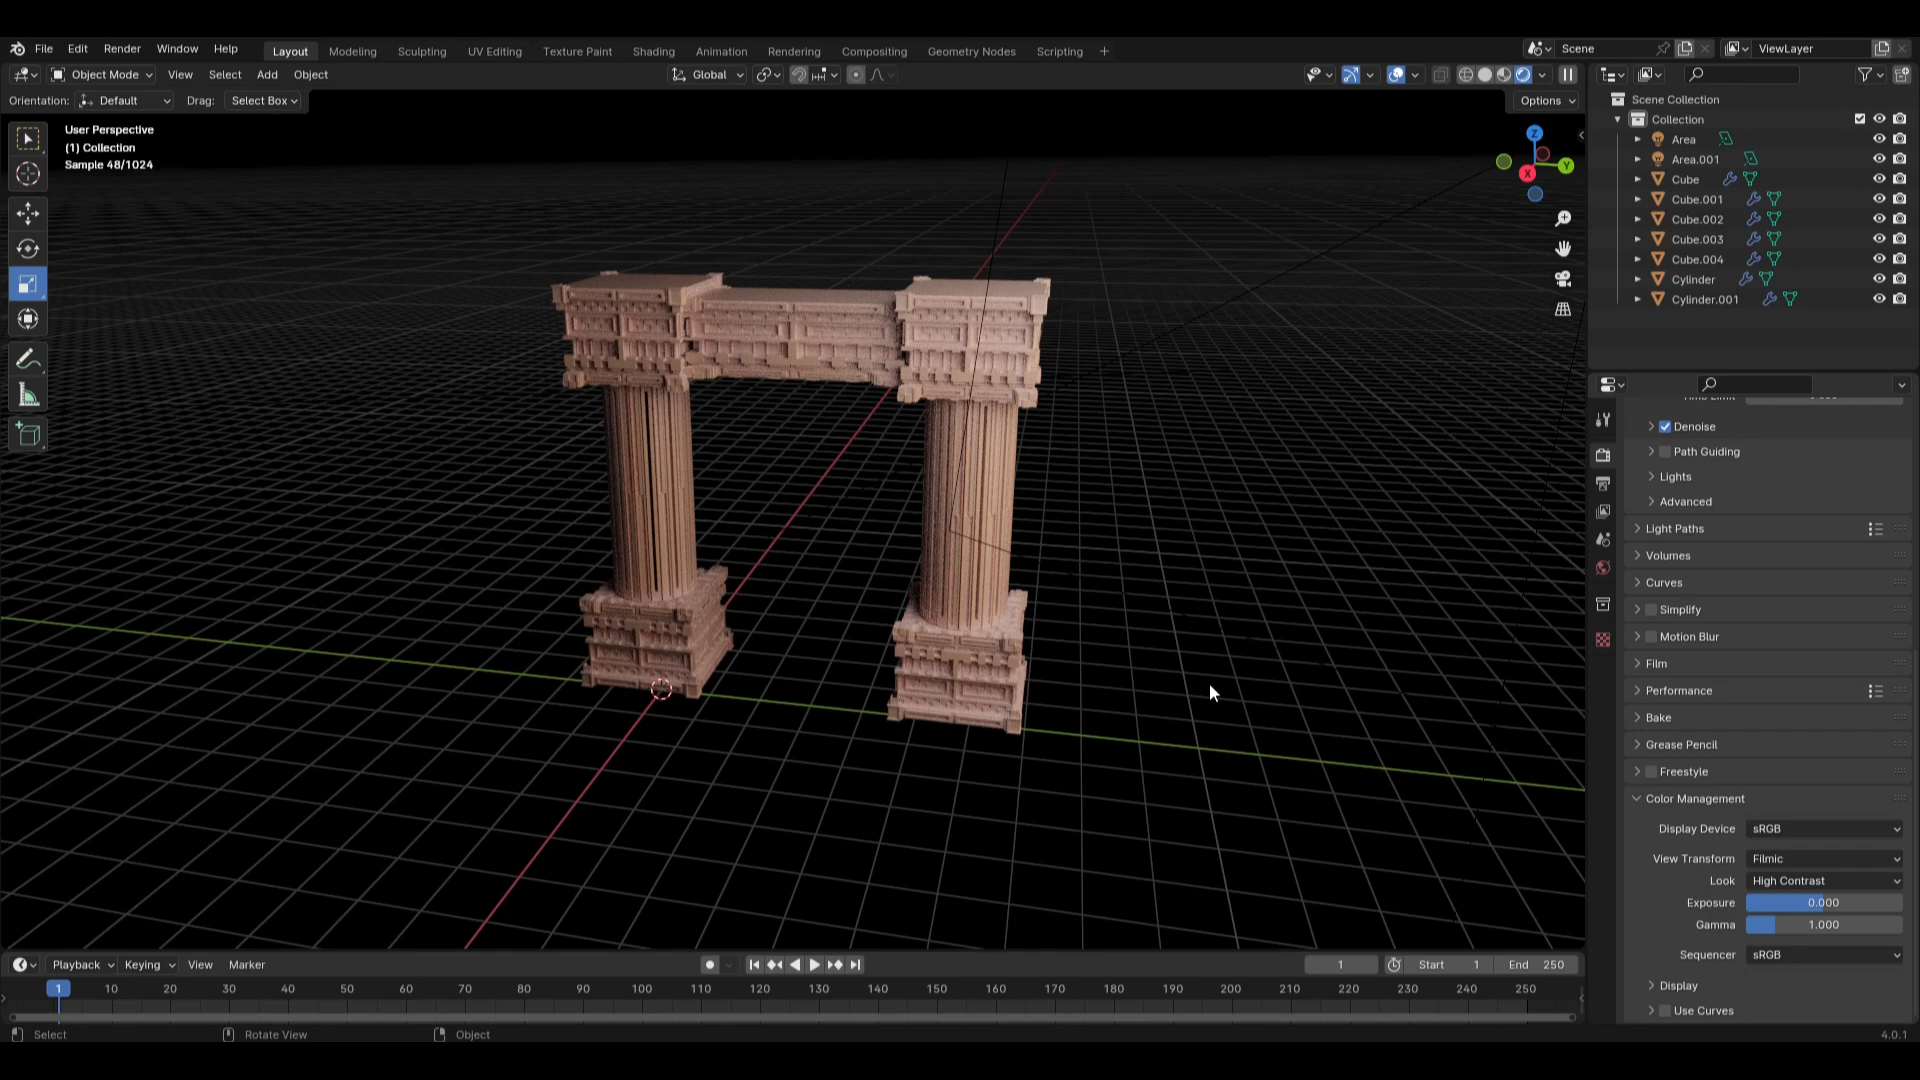 File Edit Render Window Help Layout Modeling Sculpting UV Editing Texture Paint Shading Animation Rendering Compositing Geometry Nodes Scripting + Scene ViewLayer
Object Mode View Select Add Object Global
Orientation: Default Drag: Select Box Options
User Perspective
(1) Collection
Sample 48/1024
Z
Y
X
Scene Collection
Collection
Area
Area.001
Cube
Cube.001
Cube.002
Cube.003
Cube.004
Cylinder
Cylinder.001
Denoise
Path Guiding
Lights
Advanced
Light Paths
Volumes
Curves
Simplify
Motion Blur
Film
Performance
Bake
Grease Pencil
Freestyle
Color Management
Display Device sRGB
View Transform Filmic
Look High Contrast
Exposure 0.000
Gamma 1.000
Sequencer sRGB
Display
Use Curves
Playback Keying View Marker 1 Start 1 End 250
1 10 20 30 40 50 60 70 80 90 100 110 120 130 140 150 160 170 180 190 200 210 220 230 240 250
Select Rotate View Object 4.0.1